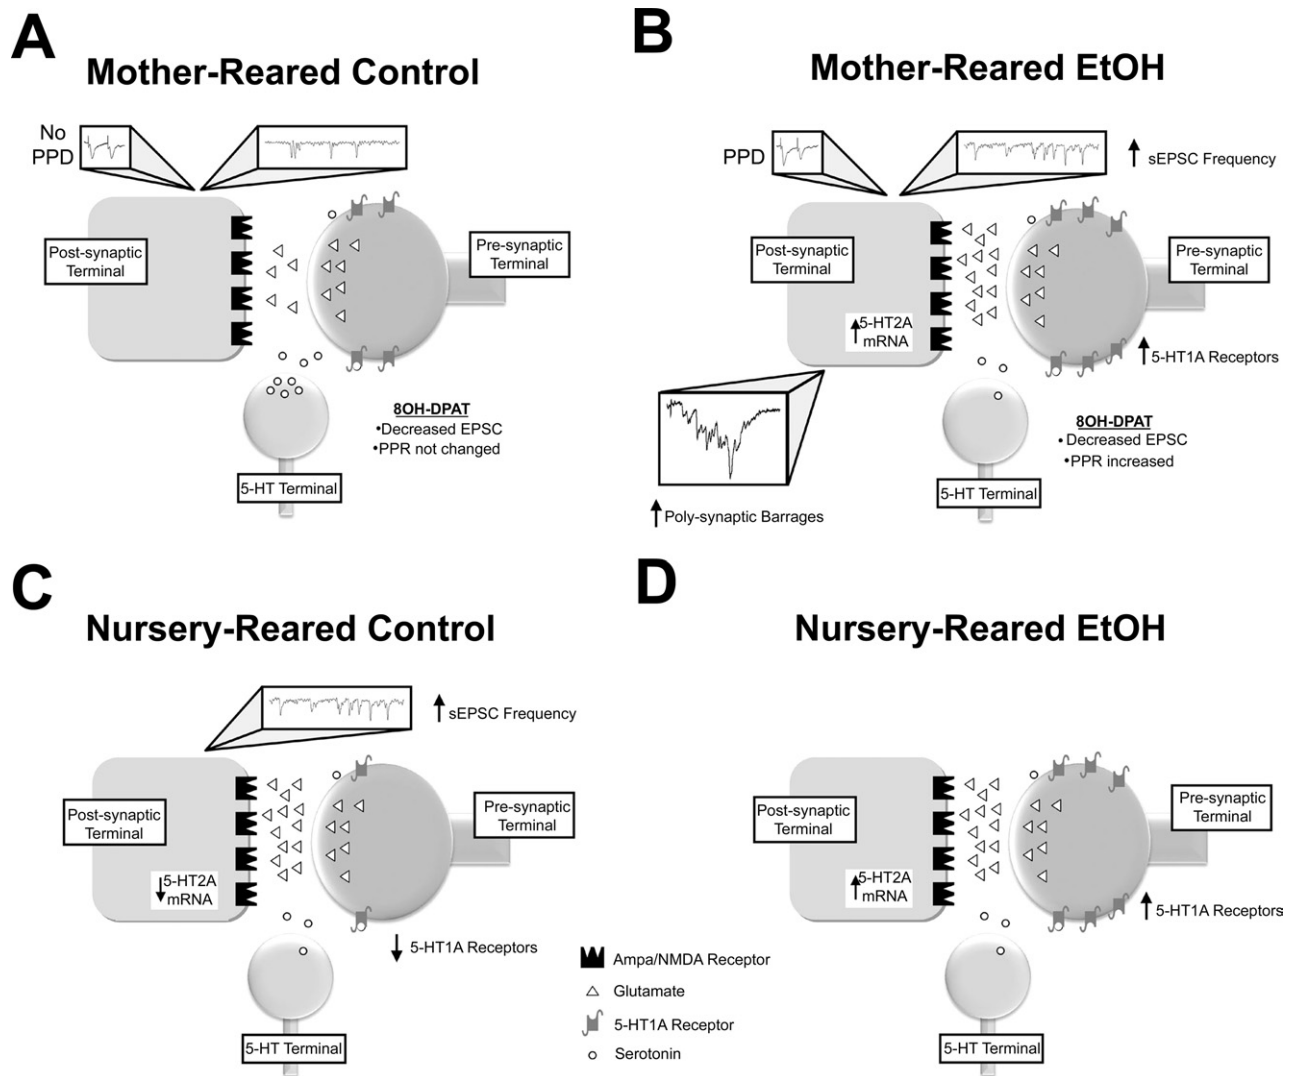 A
Mother-Reared Control
No
PPD
Post-synaptic
Terminal
Pre-synaptic
Terminal
8OH-DPAT
•Decreased EPSC
•PPR not changed
5-HT Terminal
B
Mother-Reared EtOH
PPD
↑ sEPSC Frequency
Post-synaptic
Terminal
Pre-synaptic
Terminal
↑5-HT2A
mRNA
↑ 5-HT1A Receptors
8OH-DPAT
• Decreased EPSC
•PPR increased
5-HT Terminal
↑ Poly-synaptic Barrages
C
Nursery-Reared Control
↑ sEPSC Frequency
Post-synaptic
Terminal
Pre-synaptic
Terminal
↓5-HT2A
mRNA
↓ 5-HT1A Receptors
5-HT Terminal
Ampa/NMDA Receptor
Glutamate
5-HT1A Receptor
Serotonin
D
Nursery-Reared EtOH
Post-synaptic
Terminal
Pre-synaptic
Terminal
↑5-HT2A
mRNA
↑ 5-HT1A Receptors
5-HT Terminal